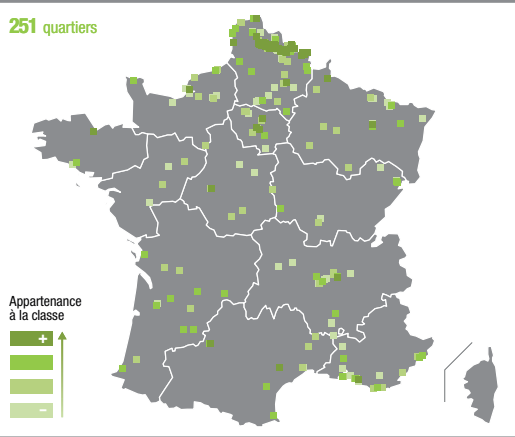 251 quartiers
Appartenance
à la classe
+
–